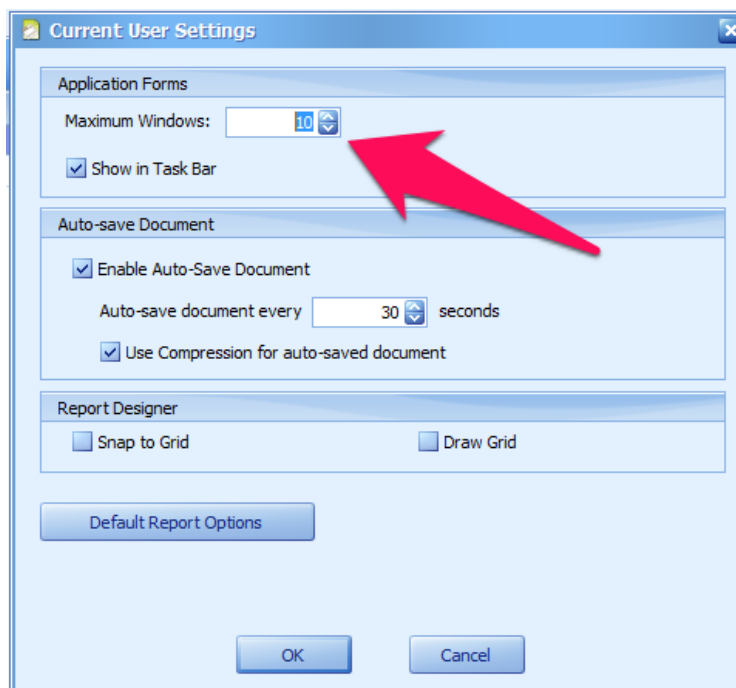 Current User Settings
Application Forms
Maximum Windows: 10
Show in Task Bar
Auto-save Document
Enable Auto-Save Document
Auto-save document every 30 seconds
Use Compression for auto-saved document
Report Designer
Snap to Grid Draw Grid
Default Report Options
OK Cancel